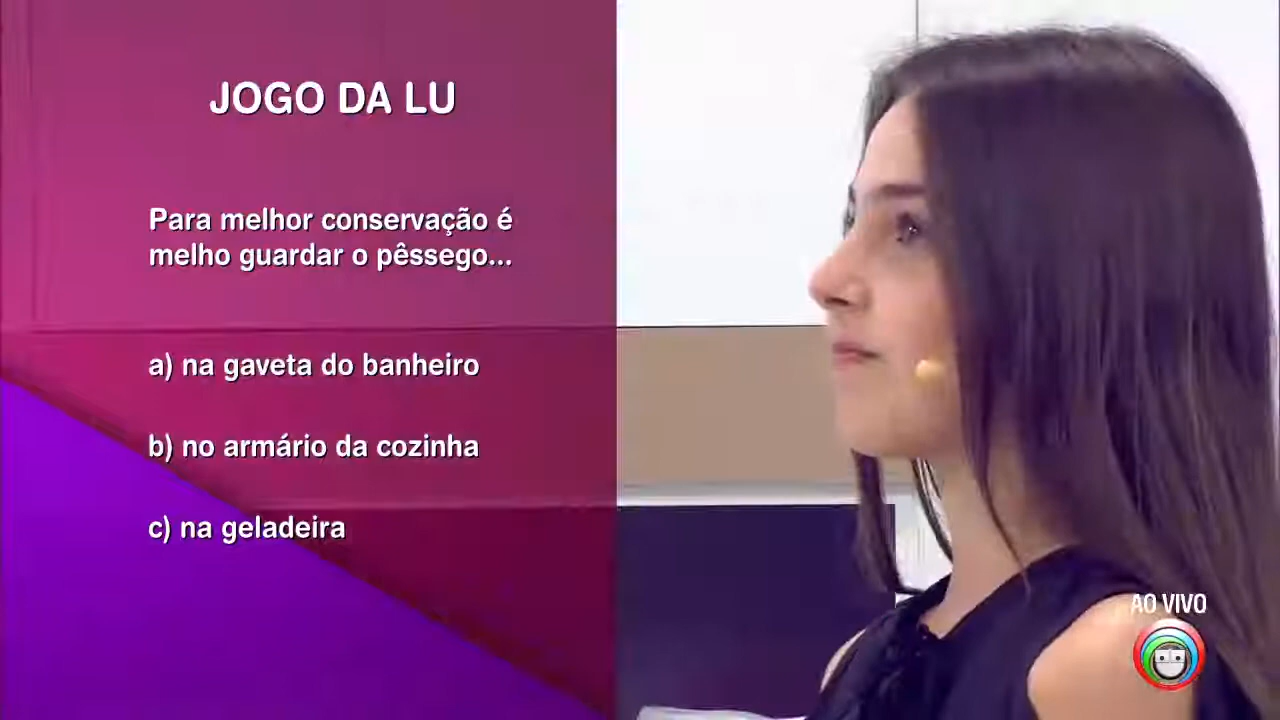 JOGO DA LU
Para melhor conservação é
melho guardar o pêssego...
a) na gaveta do banheiro
b) no armário da cozinha
c) na geladeira
AO VIVO